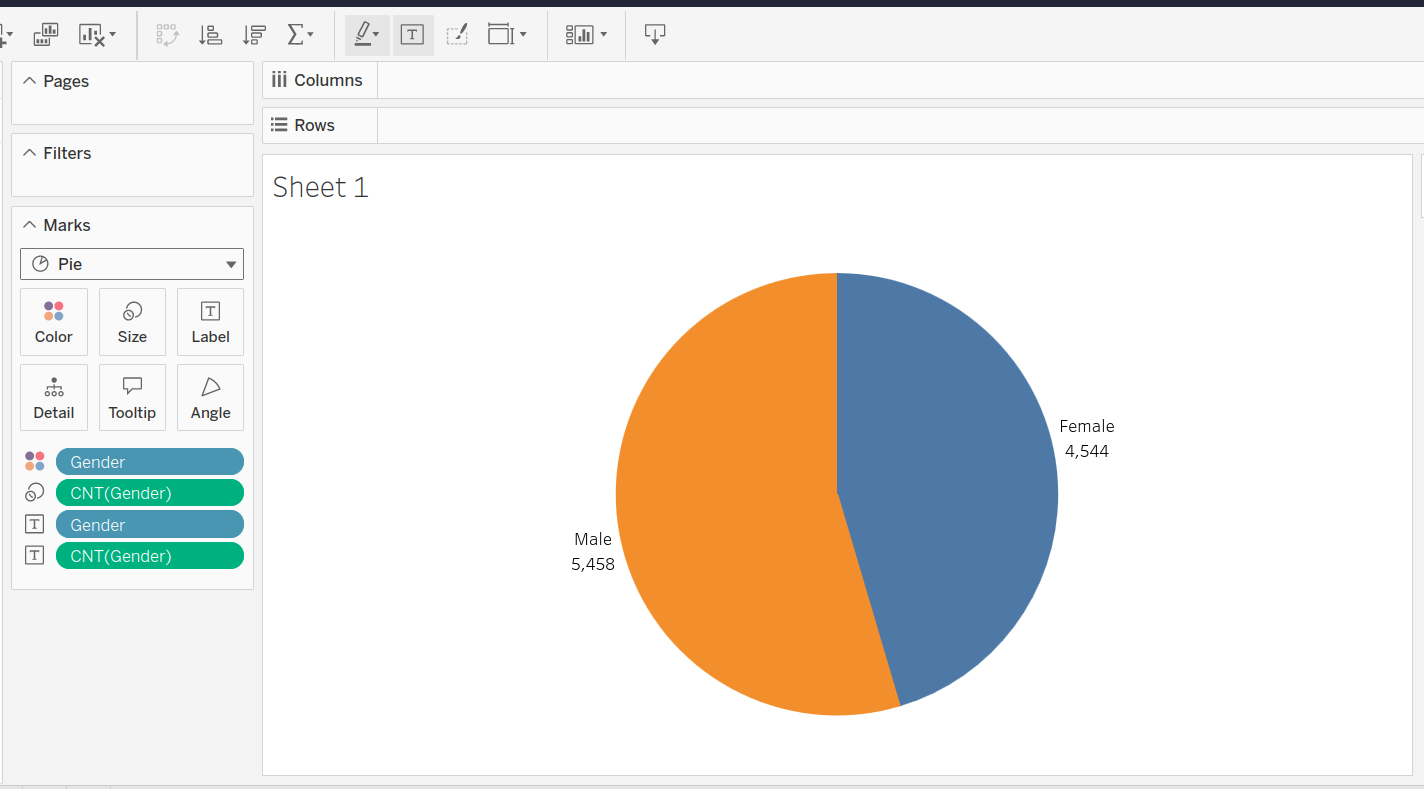 Pages
Columns
Rows
Filters
Marks
Pie
Color
Size
Label
Detail
Tooltip
Angle
Gender
CNT(Gender)
Gender
CNT(Gender)
Sheet 1
Female
4,544
Male
5,458